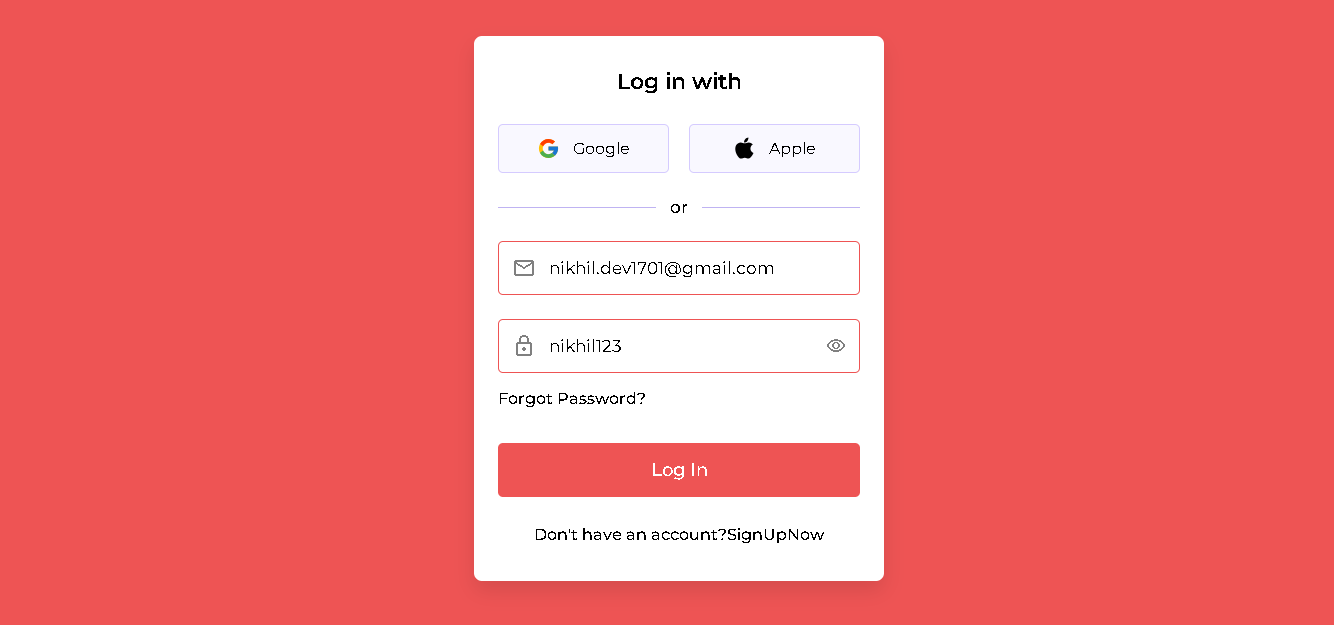 Log in with
Google Apple
or
nikhil.dev1701@gmail.com
nikhil123
Forgot Password?
Log In
Don't have an account?SignUpNow